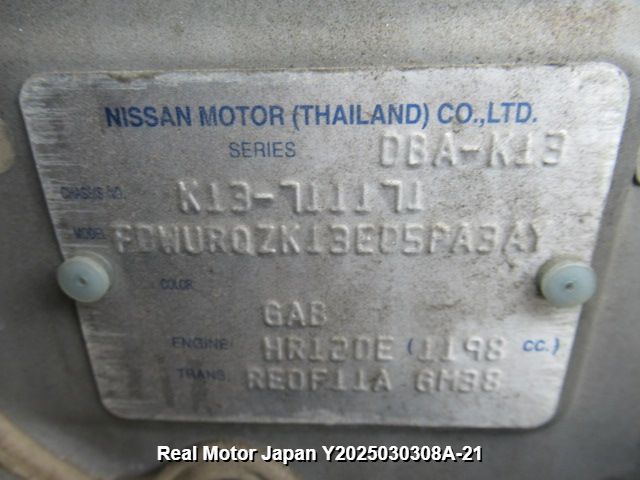 NISSAN MOTOR (THAILAND) CO.,LTD.
SERIES DBA-K13
CHASSIS NO. K13-711171
MODEL FDWURQZK13ED5PA3AY
COLOR
GAB
ENGINE HR12DE (1198 CC.)
TRANS. RE0F11A GM38
Real Motor Japan Y2025030308A-21